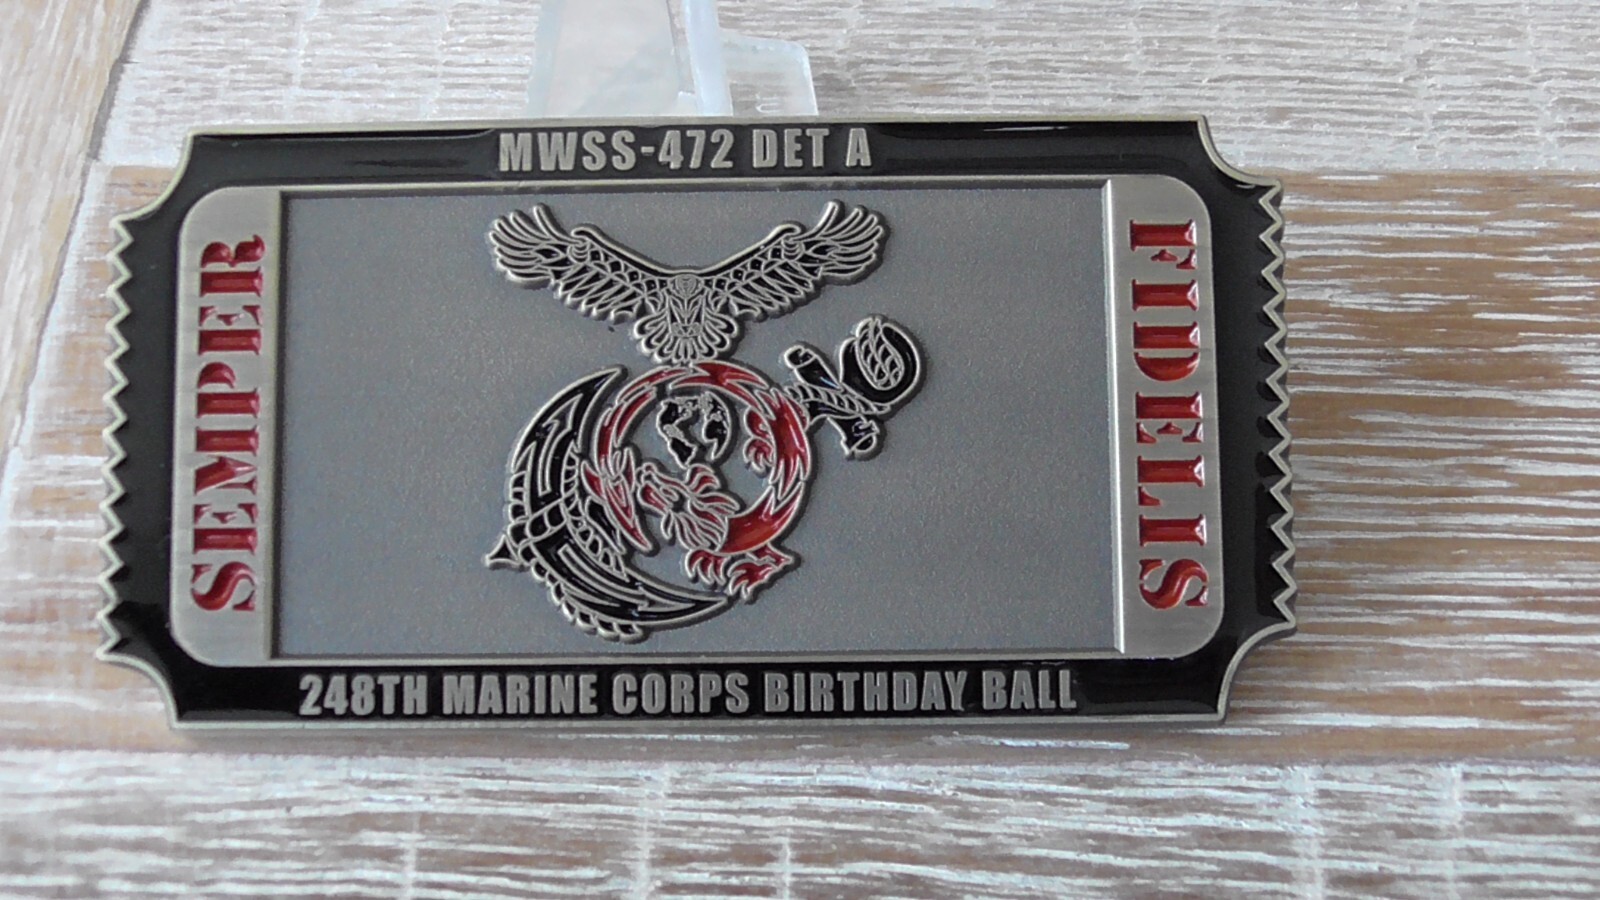 MWSS-472 DET A
SEMPER
FIDELIS
248TH MARINE CORPS BIRTHDAY BALL